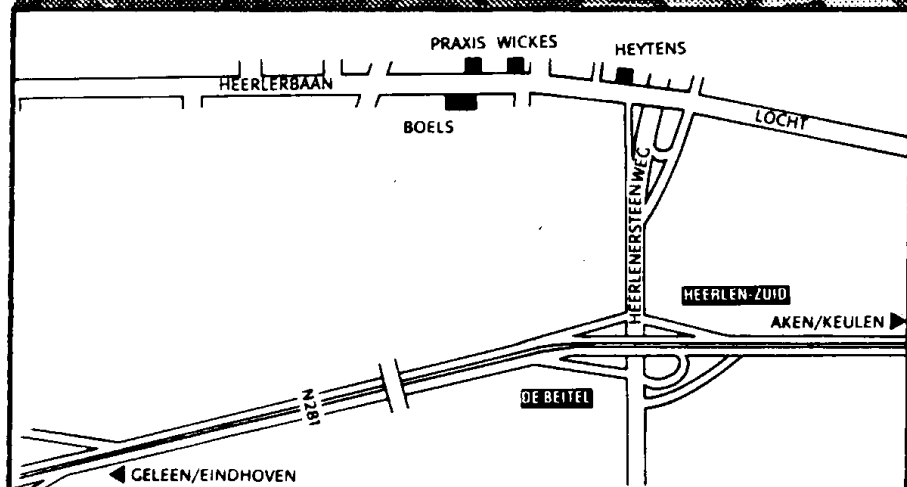 PRAXIS WICKES
HEYTENS
HEERLERBAAN
BOELS
LOCHT
HEERLENERSTEENWEG
HEERLEN-ZUID
AKEN/KEULEN
N281
DE BEITEL
GELEEN/EINDHOVEN